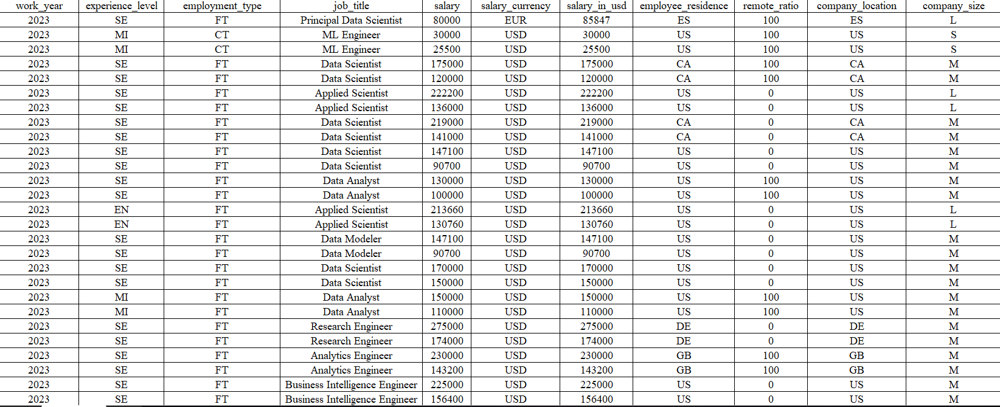 work_year experience_level employment_type job_title salary salary_currency salary_in_usd employee_residence remote_ratio company_location company_size
2023 SE FT Principal Data Scientist 80000 EUR 85847 ES 100 ES L
2023 MI CT ML Engineer 30000 USD 30000 US 100 US S
2023 MI CT ML Engineer 25500 USD 25500 US 100 US S
2023 SE FT Data Scientist 175000 USD 175000 CA 100 CA M
2023 SE FT Data Scientist 120000 USD 120000 CA 100 CA M
2023 SE FT Applied Scientist 222200 USD 222200 US 0 US L
2023 SE FT Applied Scientist 136000 USD 136000 US 0 US L
2023 SE FT Data Scientist 219000 USD 219000 CA 0 CA M
2023 SE FT Data Scientist 141000 USD 141000 CA 0 CA M
2023 SE FT Data Scientist 147100 USD 147100 US 0 US M
2023 SE FT Data Scientist 90700 USD 90700 US 0 US M
2023 SE FT Data Analyst 130000 USD 130000 US 100 US M
2023 SE FT Data Analyst 100000 USD 100000 US 100 US M
2023 EN FT Applied Scientist 213660 USD 213660 US 0 US L
2023 EN FT Applied Scientist 130760 USD 130760 US 0 US L
2023 SE FT Data Modeler 147100 USD 147100 US 0 US M
2023 SE FT Data Modeler 90700 USD 90700 US 0 US M
2023 SE FT Data Scientist 170000 USD 170000 US 0 US M
2023 SE FT Data Scientist 150000 USD 150000 US 0 US M
2023 MI FT Data Analyst 150000 USD 150000 US 100 US M
2023 MI FT Data Analyst 110000 USD 110000 US 100 US M
2023 SE FT Research Engineer 275000 USD 275000 DE 0 DE M
2023 SE FT Research Engineer 174000 USD 174000 DE 0 DE M
2023 SE FT Analytics Engineer 230000 USD 230000 GB 100 GB M
2023 SE FT Analytics Engineer 143200 USD 143200 GB 100 GB M
2023 SE FT Business Intelligence Engineer 225000 USD 225000 US 0 US M
2023 SE FT Business Intelligence Engineer 156400 USD 156400 US 0 US M